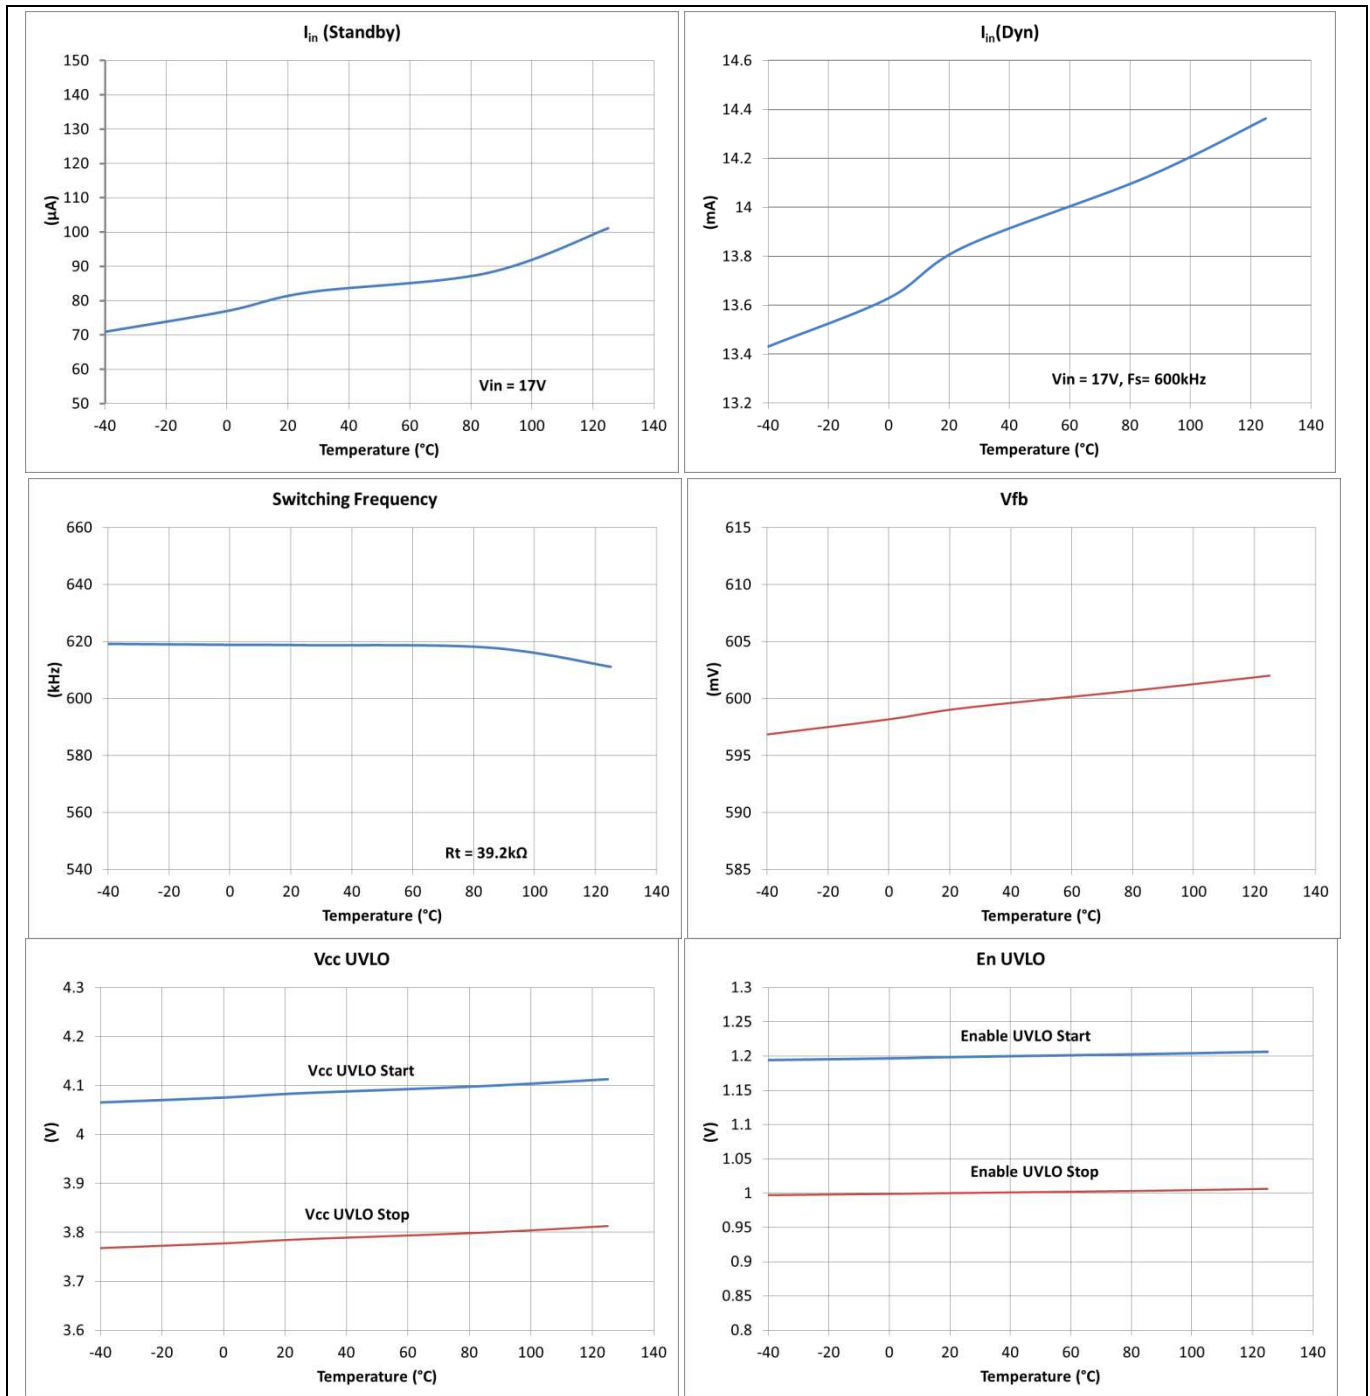 I_in (Standby)
150
140
130
120
110
100
90
80
70
60
50
(µA)
Vin = 17V
-40 -20 0 20 40 60 80 100 120 140
Temperature (°C)
I_in(Dyn)
14.6
14.4
14.2
14
13.8
13.6
13.4
13.2
(mA)
Vin = 17V, Fs= 600kHz
-40 -20 0 20 40 60 80 100 120 140
Temperature (°C)
Switching Frequency
660
640
620
600
580
560
540
(kHz)
Rt = 39.2kΩ
-40 -20 0 20 40 60 80 100 120 140
Temperature (°C)
Vfb
615
610
605
600
595
590
585
(mV)
-40 -20 0 20 40 60 80 100 120 140
Temperature (°C)
Vcc UVLO
4.3
4.2
4.1
4
3.9
3.8
3.7
3.6
(V)
Vcc UVLO Start
Vcc UVLO Stop
-40 -20 0 20 40 60 80 100 120 140
Temperature (°C)
En UVLO
1.3
1.25
1.2
1.15
1.1
1.05
1
0.95
0.9
0.85
0.8
(V)
Enable UVLO Start
Enable UVLO Stop
-40 -20 0 20 40 60 80 100 120 140
Temperature (°C)